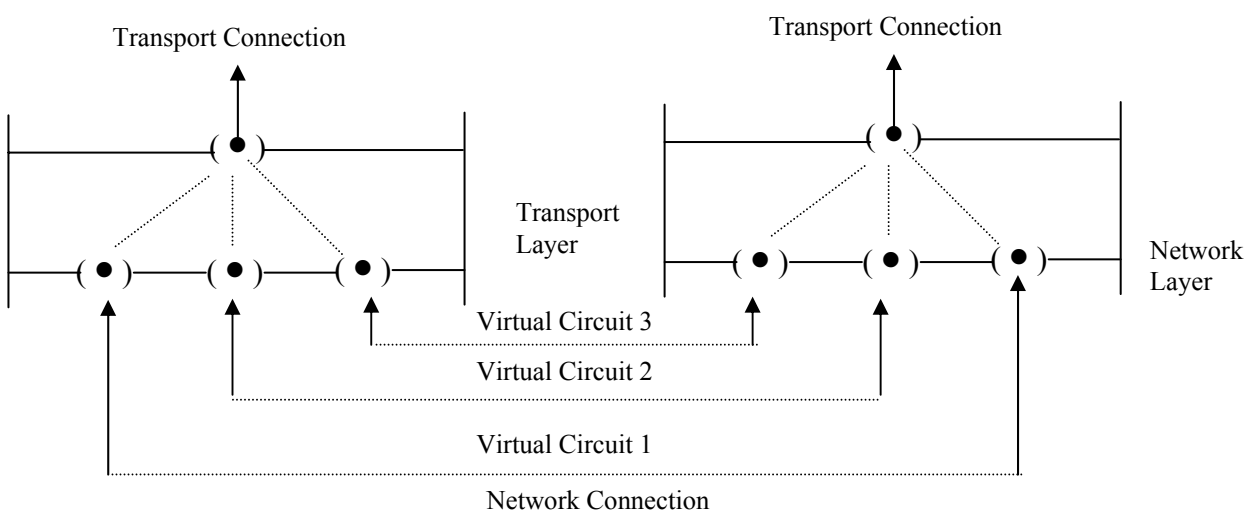 Transport Connection
Transport Connection
Transport
Layer
Network
Layer
Virtual Circuit 3
Virtual Circuit 2
Virtual Circuit 1
Network Connection